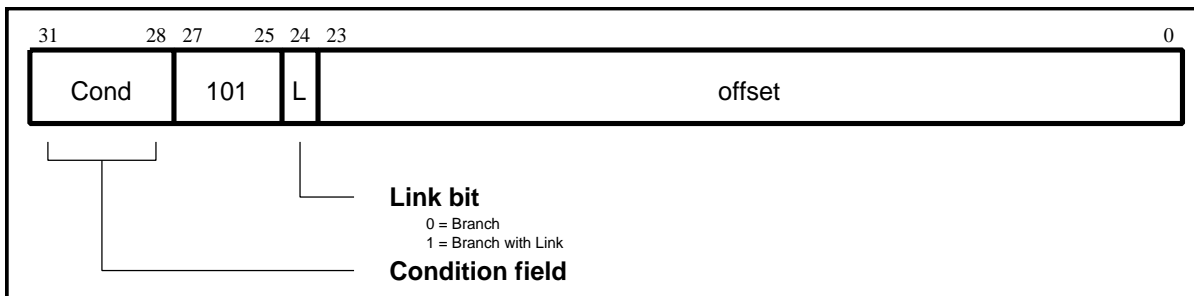 31 28 27 25 24 23 0
Cond 101 L offset
Link bit
0 = Branch
1 = Branch with Link
Condition field